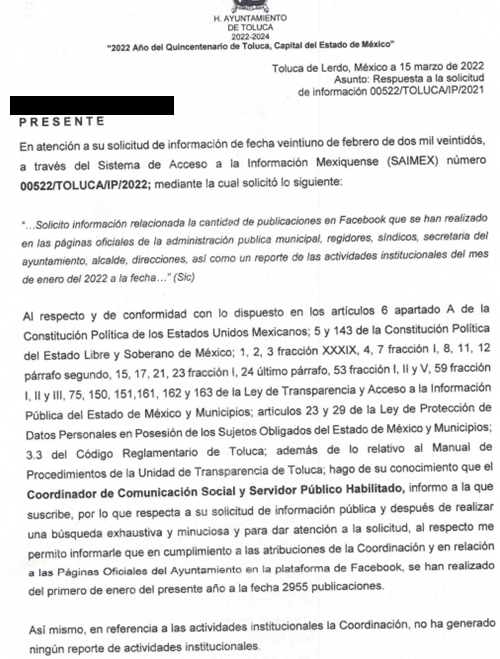 H. AYUNTAMIENTO
DE TOLUCA
2022-2024
“2022 Año del Quincentenario de Toluca, Capital del Estado de México”
Toluca de Lerdo, México a 15 marzo de 2022
Asunto: Respuesta a la solicitud
de información 00522/TOLUCA/IP/2021
P R E S E N T E
En atención a su solicitud de información de fecha veintiuno de febrero de dos mil veintidós,
a través del Sistema de Acceso a la Información Mexiquense (SAIMEX) número
00522/TOLUCA/IP/2022; mediante la cual solicitó lo siguiente:
“…Solicito información relacionada la cantidad de publicaciones en Facebook que se han realizado
en las páginas oficiales de la administración publica municipal, regidores, síndicos, secretaria del
ayuntamiento, alcalde, direcciones, así como un reporte de las actividades institucionales del mes
de enero del 2022 a la fecha…” (Sic)
Al respecto y de conformidad con lo dispuesto en los artículos 6 apartado A de la
Constitución Política de los Estados Unidos Mexicanos; 5 y 143 de la Constitución Política
del Estado Libre y Soberano de México; 1, 2, 3 fracción XXXIX, 4, 7 fracción I, 8, 11, 12
párrafo segundo, 15, 17, 21, 23 fracción I, 24 último párrafo, 53 fracción I, II y V, 59 fracción
I, II y III, 75, 150, 151,161, 162 y 163 de la Ley de Transparencia y Acceso a la Información
Pública del Estado de México y Municipios; artículos 23 y 29 de la Ley de Protección de
Datos Personales en Posesión de los Sujetos Obligados del Estado de México y Municipios;
3.3 del Código Reglamentario de Toluca; además de lo relativo al Manual de
Procedimientos de la Unidad de Transparencia de Toluca; hago de su conocimiento que el
Coordinador de Comunicación Social y Servidor Público Habilitado, informo a la que
suscribe, por lo que respecta a su solicitud de información pública y después de realizar
una búsqueda exhaustiva y minuciosa y para dar atención a la solicitud, al respecto me
permito informarle que en cumplimiento a las atribuciones de la Coordinación y en relación
a las Páginas Oficiales del Ayuntamiento en la plataforma de Facebook, se han realizado
del primero de enero del presente año a la fecha 2955 publicaciones.
Así mismo, en referencia a las actividades institucionales la Coordinación, no ha generado
ningún reporte de actividades institucionales.